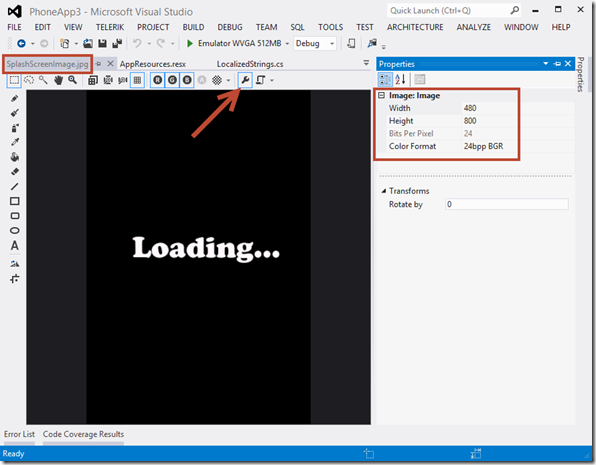 PhoneApp3 - Microsoft Visual Studio
Quick Launch (Ctrl+Q)
FILE EDIT VIEW TELERIK PROJECT BUILD DEBUG TEAM SQL TOOLS TEST ARCHITECTURE ANALYZE WINDOW HELP
Emulator WVGA 512MB Debug
SplashScreenImage.jpg AppResources.resx LocalizedStrings.cs
Properties
R G B A
Image: Image
Width 480
Height 800
Bits Per Pixel 24
Color Format 24bpp BGR
Transforms
Rotate by 0
A
Loading...
Properties
Error List Code Coverage Results
Ready